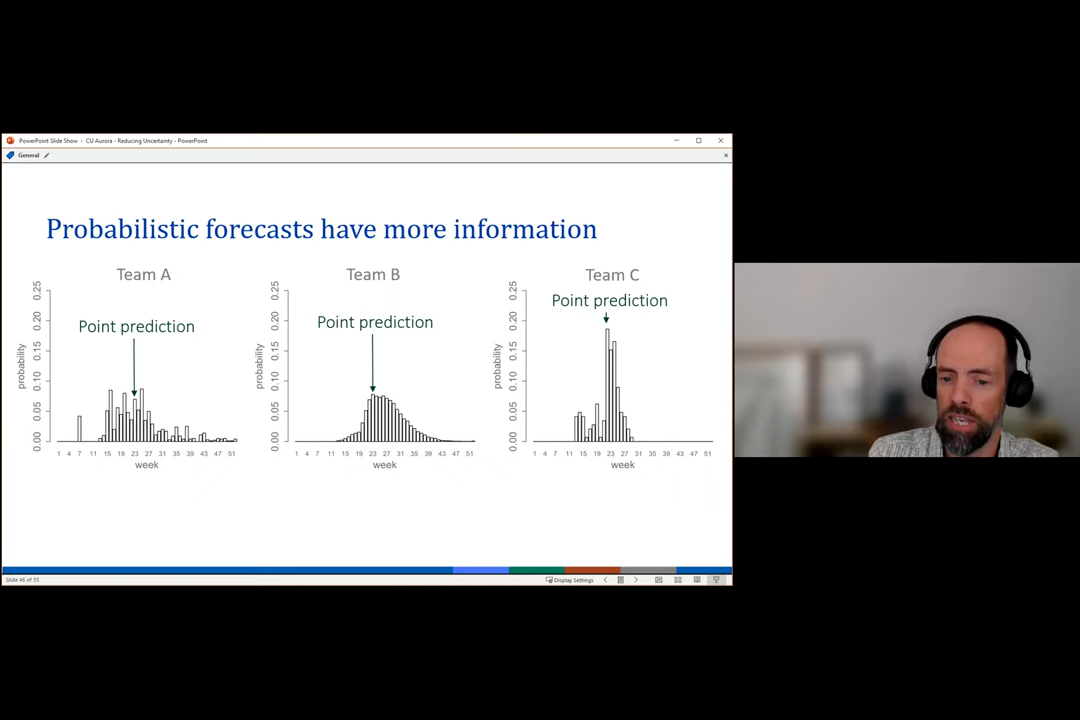 PowerPoint Slide Show - CU Aurora - Reducing Uncertainty - PowerPoint
General
Probabilistic forecasts have more information
Team A
Team B
Team C
Point prediction
Point prediction
Point prediction
probability
0.00 0.05 0.10 0.15 0.20 0.25
1 4 7 11 15 19 23 27 31 35 39 43 47 51
week
probability
0.00 0.05 0.10 0.15 0.20 0.25
1 4 7 11 15 19 23 27 31 35 39 43 47 51
week
probability
0.00 0.05 0.10 0.15 0.20 0.25
1 4 7 11 15 19 23 27 31 35 39 43 47 51
week
Slide 46 of 55
Display Settings